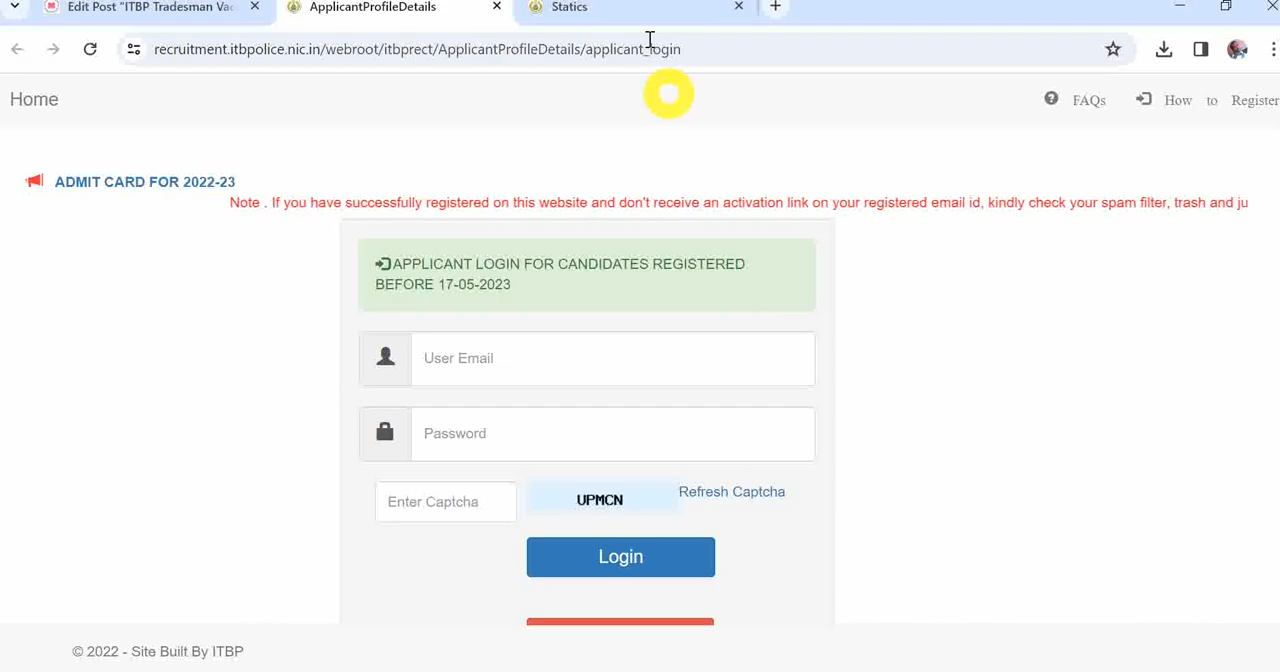 Edit Post "ITBP Tradesman Vac
ApplicantProfileDetails
Statics
recruitment.itbpolice.nic.in/webroot/itbprect/ApplicantProfileDetails/applicant_login
Home
FAQs
How to Register
ADMIT CARD FOR 2022-23
Note . If you have successfully registered on this website and don't receive an activation link on your registered email id, kindly check your spam filter, trash and ju
APPLICANT LOGIN FOR CANDIDATES REGISTERED
BEFORE 17-05-2023
User Email
Password
Enter Captcha
UPMCN
Refresh Captcha
Login
© 2022 - Site Built By ITBP